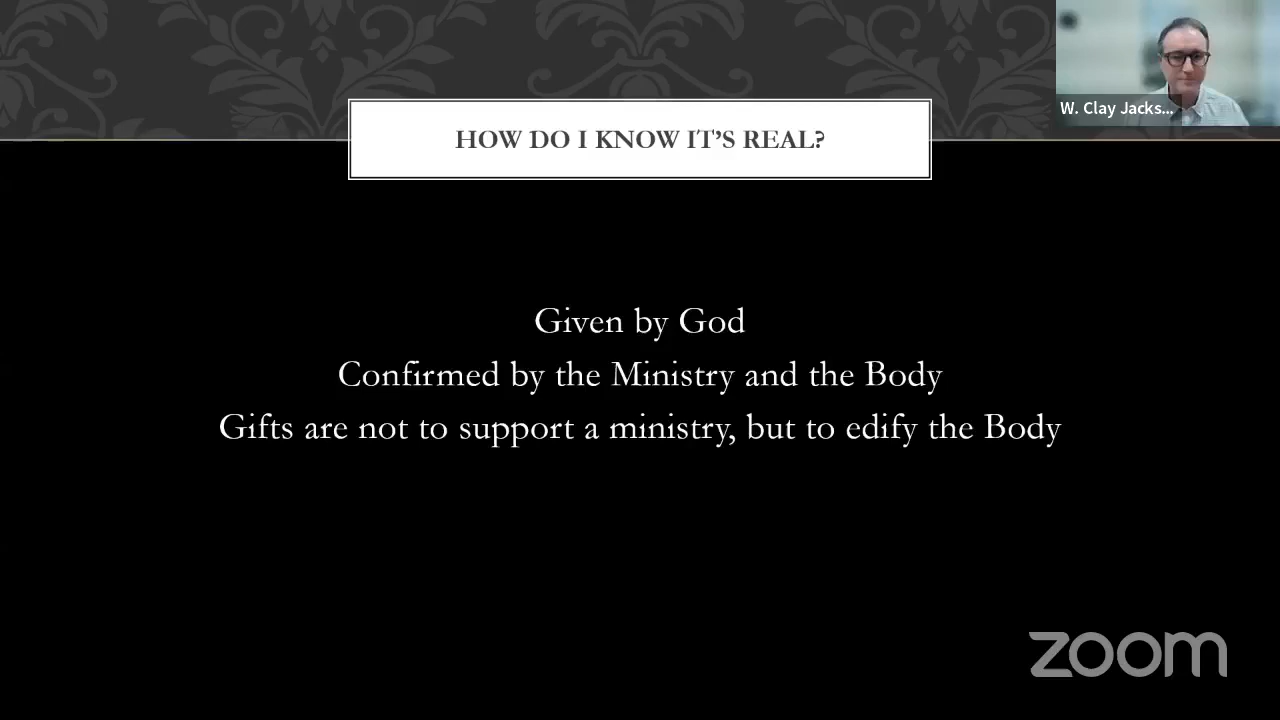 W. Clay Jacks...
HOW DO I KNOW IT'S REAL?
Given by God
Confirmed by the Ministry and the Body
Gifts are not to support a ministry, but to edify the Body
zoom